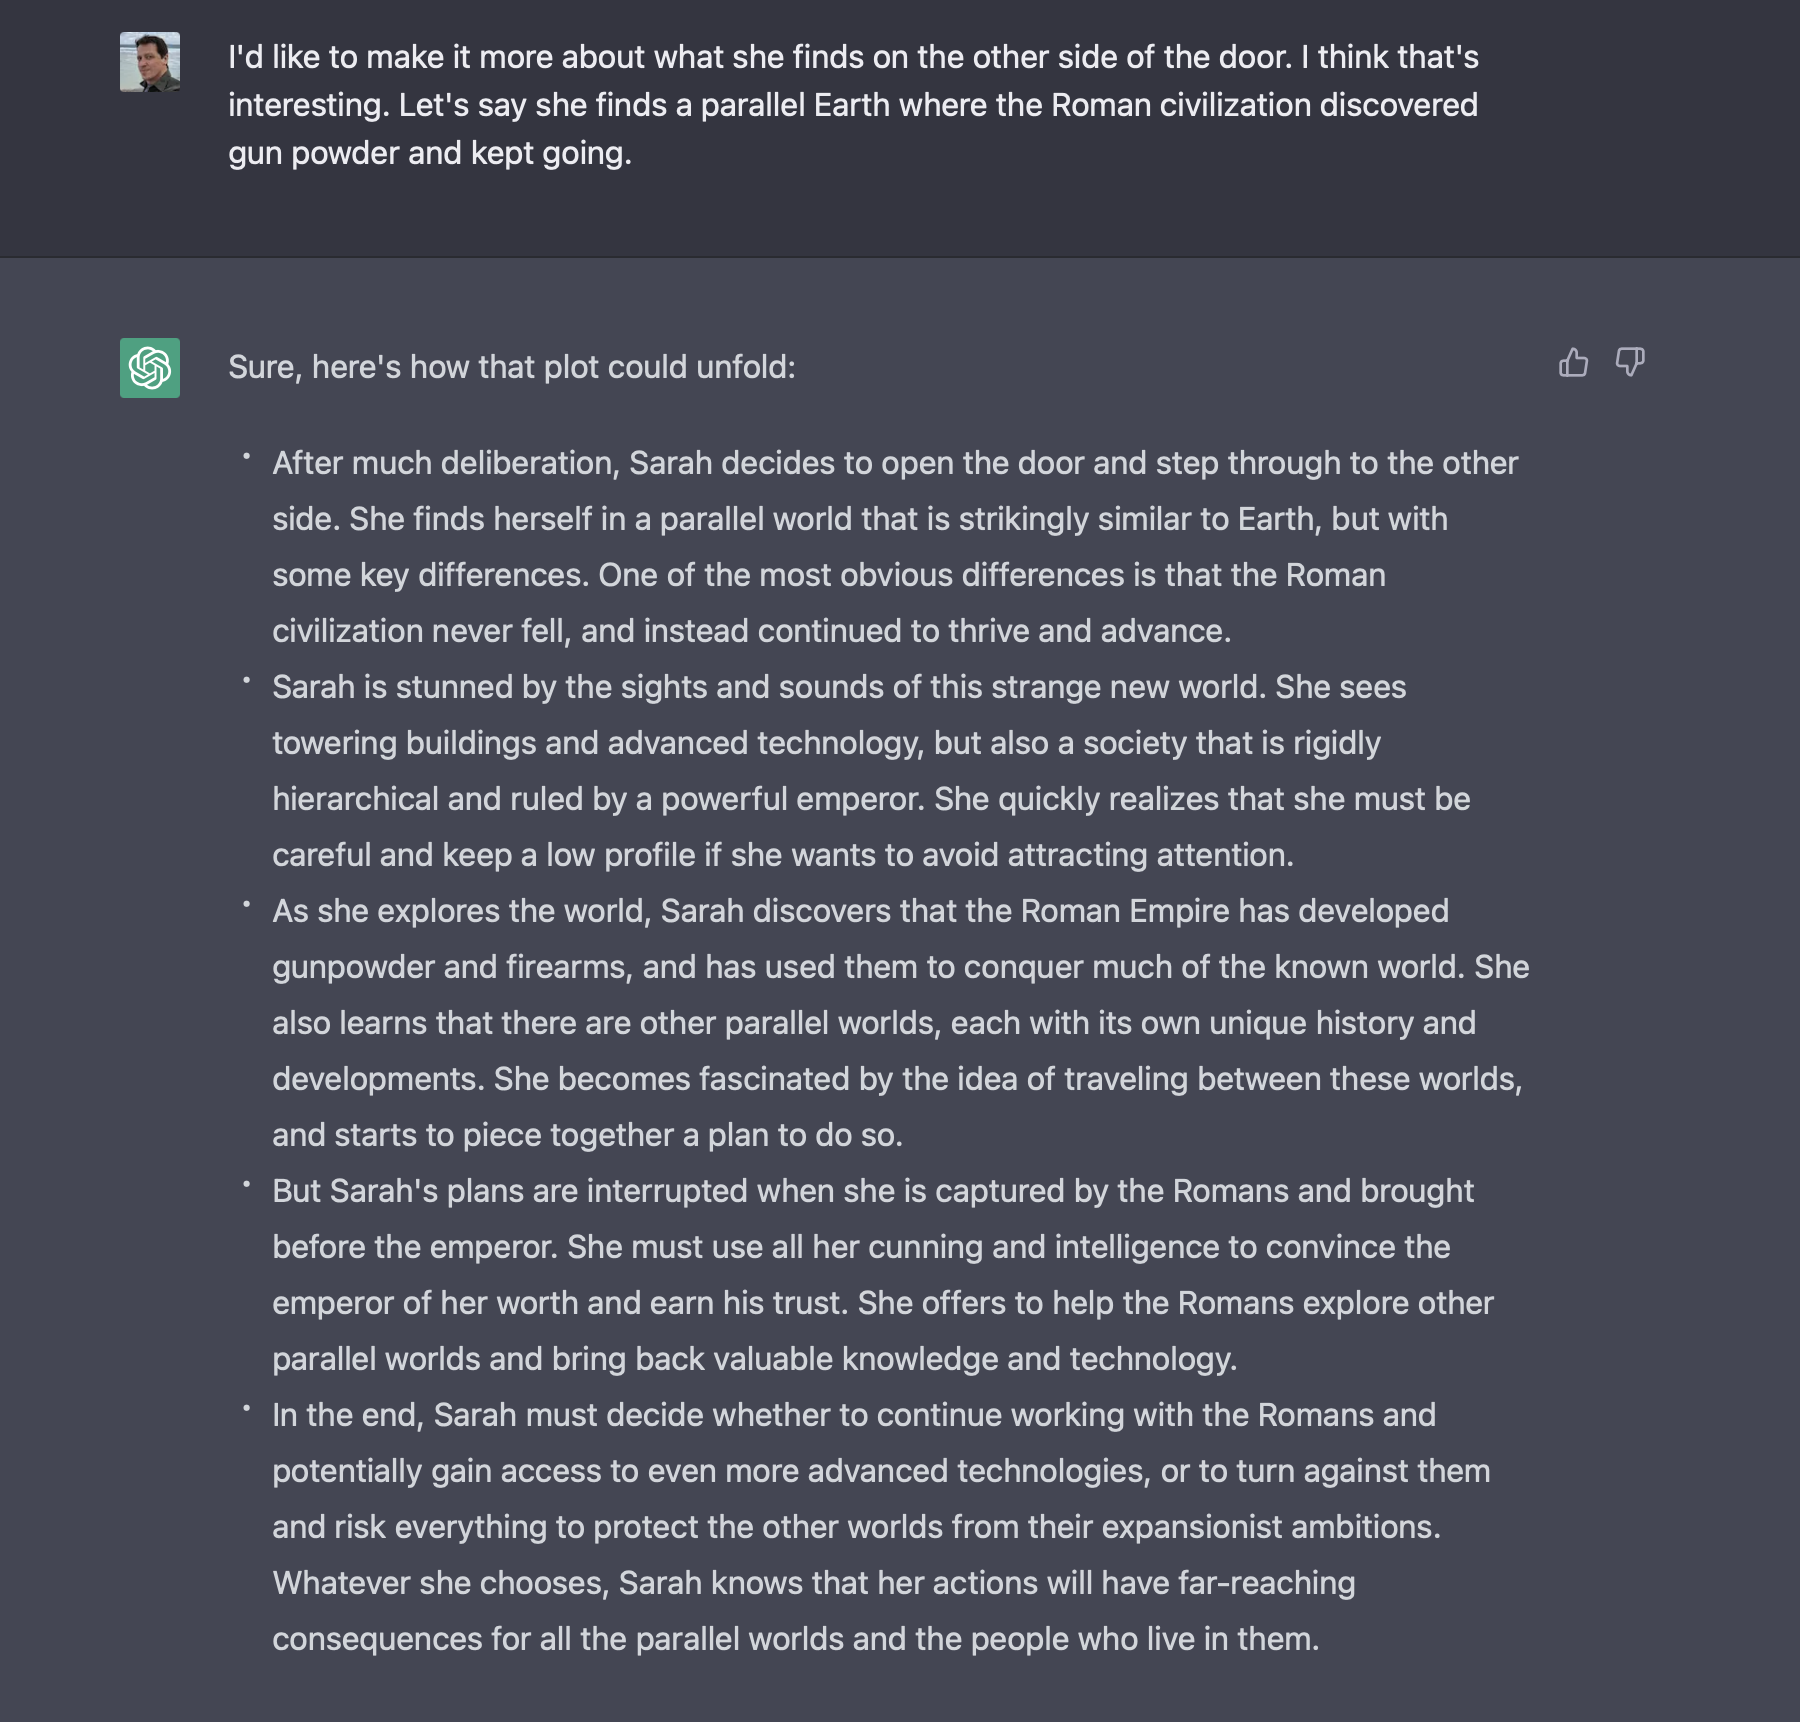 I'd like to make it more about what she finds on the other side of the door. I think that's
interesting. Let's say she finds a parallel Earth where the Roman civilization discovered
gun powder and kept going.
Sure, here's how that plot could unfold:
• After much deliberation, Sarah decides to open the door and step through to the other
side. She finds herself in a parallel world that is strikingly similar to Earth, but with
some key differences. One of the most obvious differences is that the Roman
civilization never fell, and instead continued to thrive and advance.
• Sarah is stunned by the sights and sounds of this strange new world. She sees
towering buildings and advanced technology, but also a society that is rigidly
hierarchical and ruled by a powerful emperor. She quickly realizes that she must be
careful and keep a low profile if she wants to avoid attracting attention.
• As she explores the world, Sarah discovers that the Roman Empire has developed
gunpowder and firearms, and has used them to conquer much of the known world. She
also learns that there are other parallel worlds, each with its own unique history and
developments. She becomes fascinated by the idea of traveling between these worlds,
and starts to piece together a plan to do so.
• But Sarah's plans are interrupted when she is captured by the Romans and brought
before the emperor. She must use all her cunning and intelligence to convince the
emperor of her worth and earn his trust. She offers to help the Romans explore other
parallel worlds and bring back valuable knowledge and technology.
• In the end, Sarah must decide whether to continue working with the Romans and
potentially gain access to even more advanced technologies, or to turn against them
and risk everything to protect the other worlds from their expansionist ambitions.
Whatever she chooses, Sarah knows that her actions will have far-reaching
consequences for all the parallel worlds and the people who live in them.